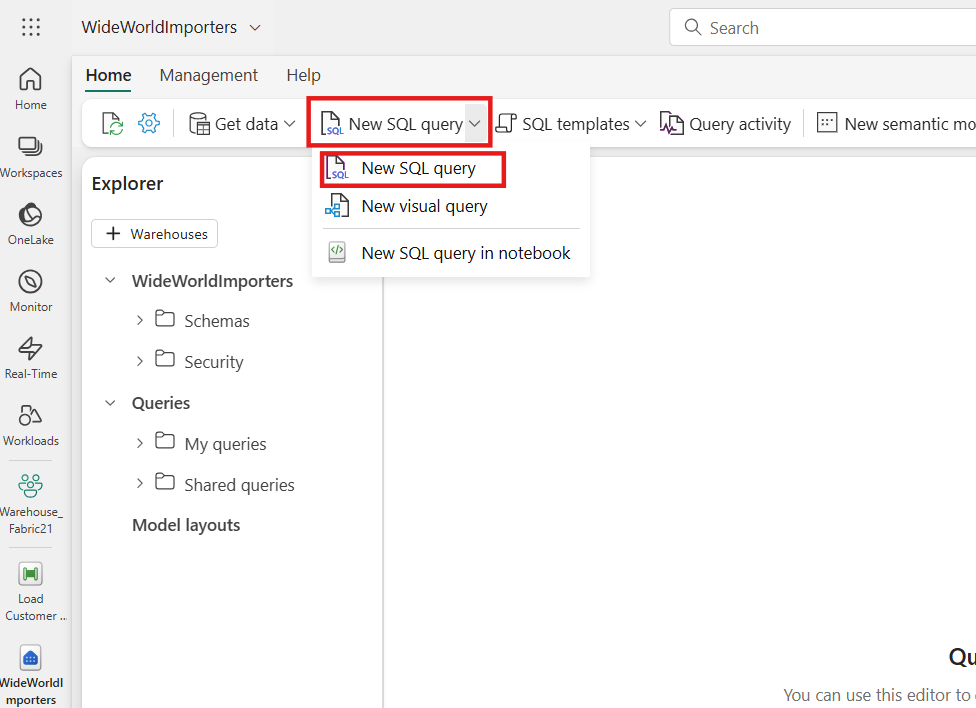 WideWorldImporters
Search
Home
Management
Help
Get data
New SQL query
SQL templates
Query activity
New semantic mo
New SQL query
New visual query
New SQL query in notebook
Home
Workspaces
OneLake
Monitor
Real-Time
Workloads
Warehouse_
Fabric21
Load
Customer ...
WideWorldI
mporters
Explorer
+ Warehouses
WideWorldImporters
Schemas
Security
Queries
My queries
Shared queries
Model layouts
Qu
You can use this editor to